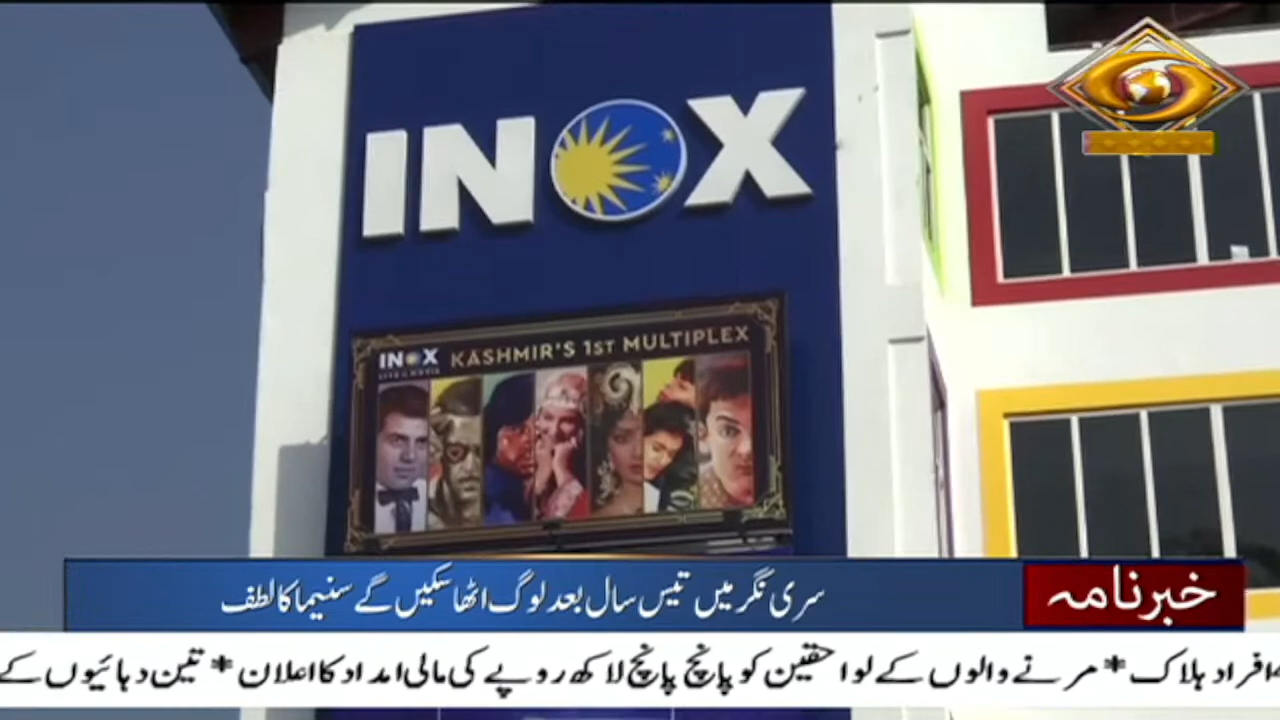 INOX
INOX KASHMIR'S 1ST MULTIPLEX
سری نگر میں تیس سال بعد لوگ اٹھا سکیں گے سنیما کا لطف
خبرنامہ
افراد ہلاک * مرنے والوں کے لواحقین کو پانچ پانچ لاکھ روپے کی مالی امداد کا اعلان * تین دہائیوں کے